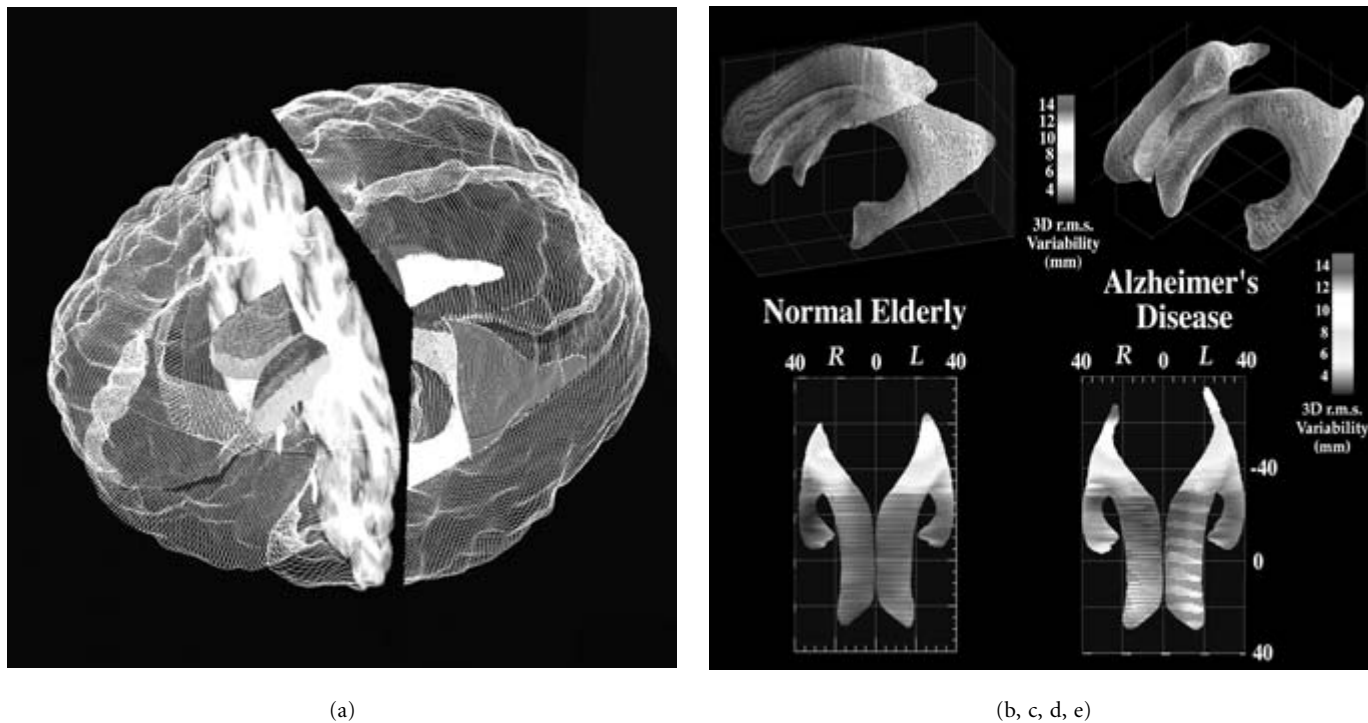 14
12
10
8
6
4
3D r.m.s.
Variability
(mm)
Normal Elderly
Alzheimer's
Disease
14
12
10
8
6
4
3D r.m.s.
Variability
(mm)
40 R 0 L 40
40 R 0 L 40
-40
0
40
(a)
(b, c, d, e)